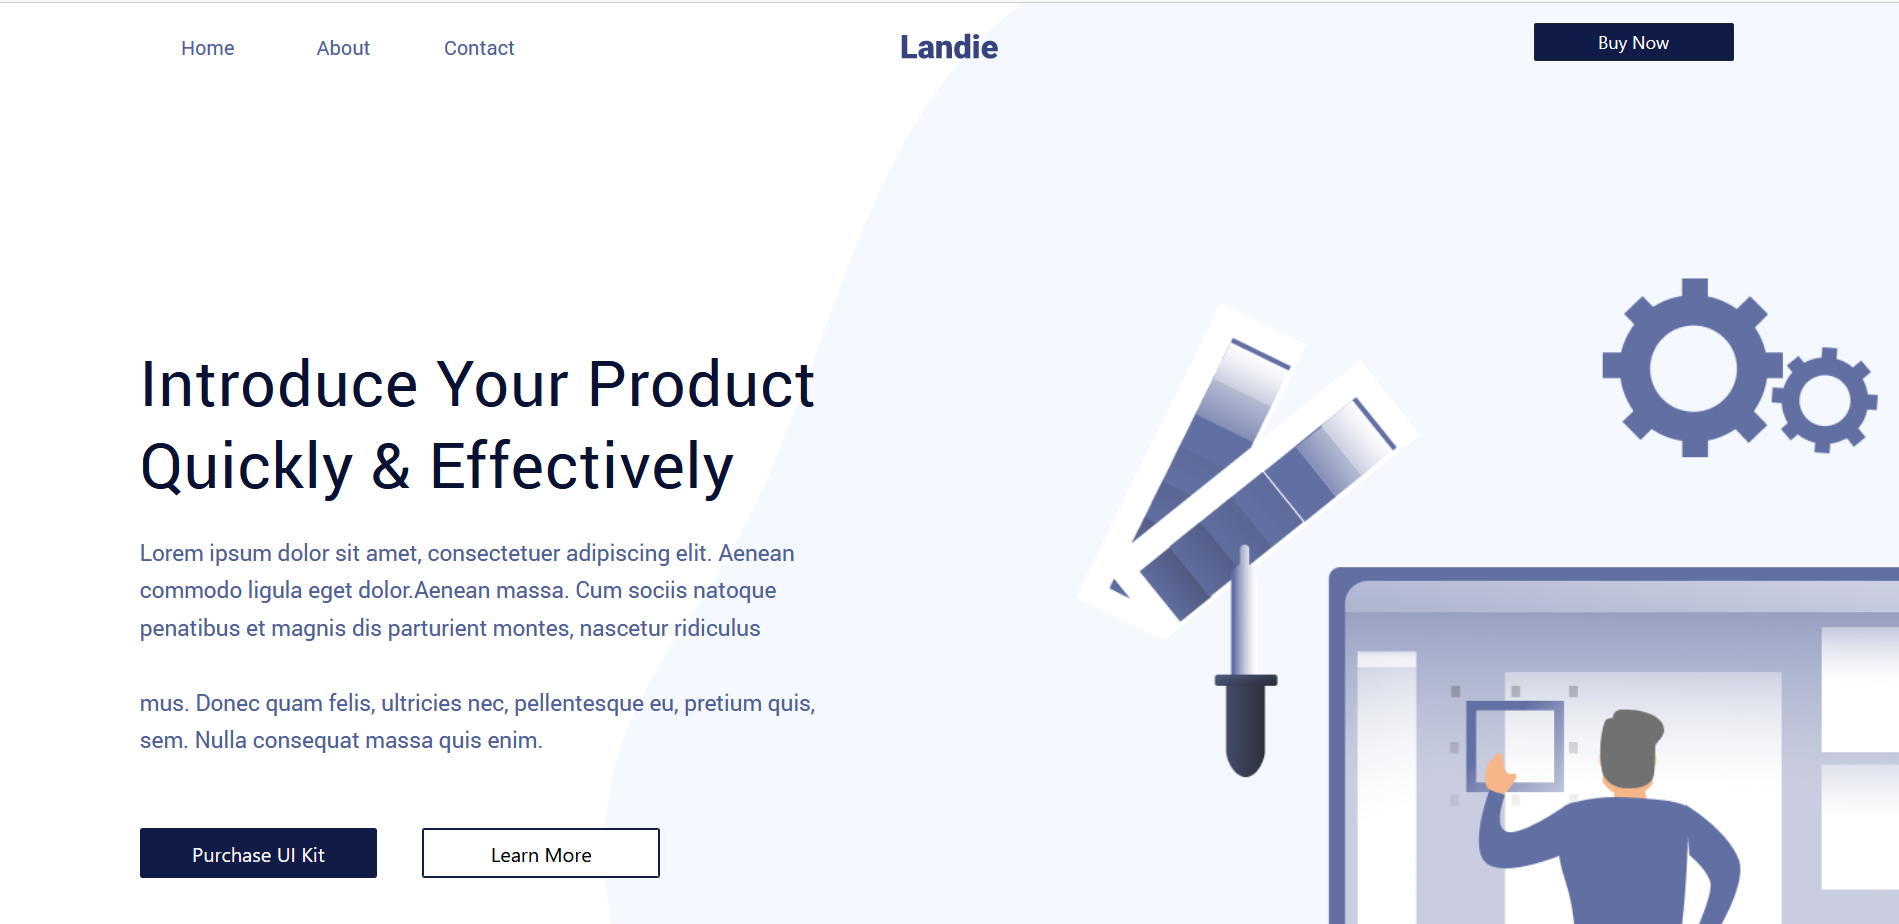 Home
About
Contact
Landie
Buy Now
Introduce Your Product
Quickly & Effectively
Lorem ipsum dolor sit amet, consectetuer adipiscing elit. Aenean
commodo ligula eget dolor.Aenean massa. Cum sociis natoque
penatibus et magnis dis parturient montes, nascetur ridiculus
mus. Donec quam felis, ultricies nec, pellentesque eu, pretium quis,
sem. Nulla consequat massa quis enim.
Purchase UI Kit
Learn More